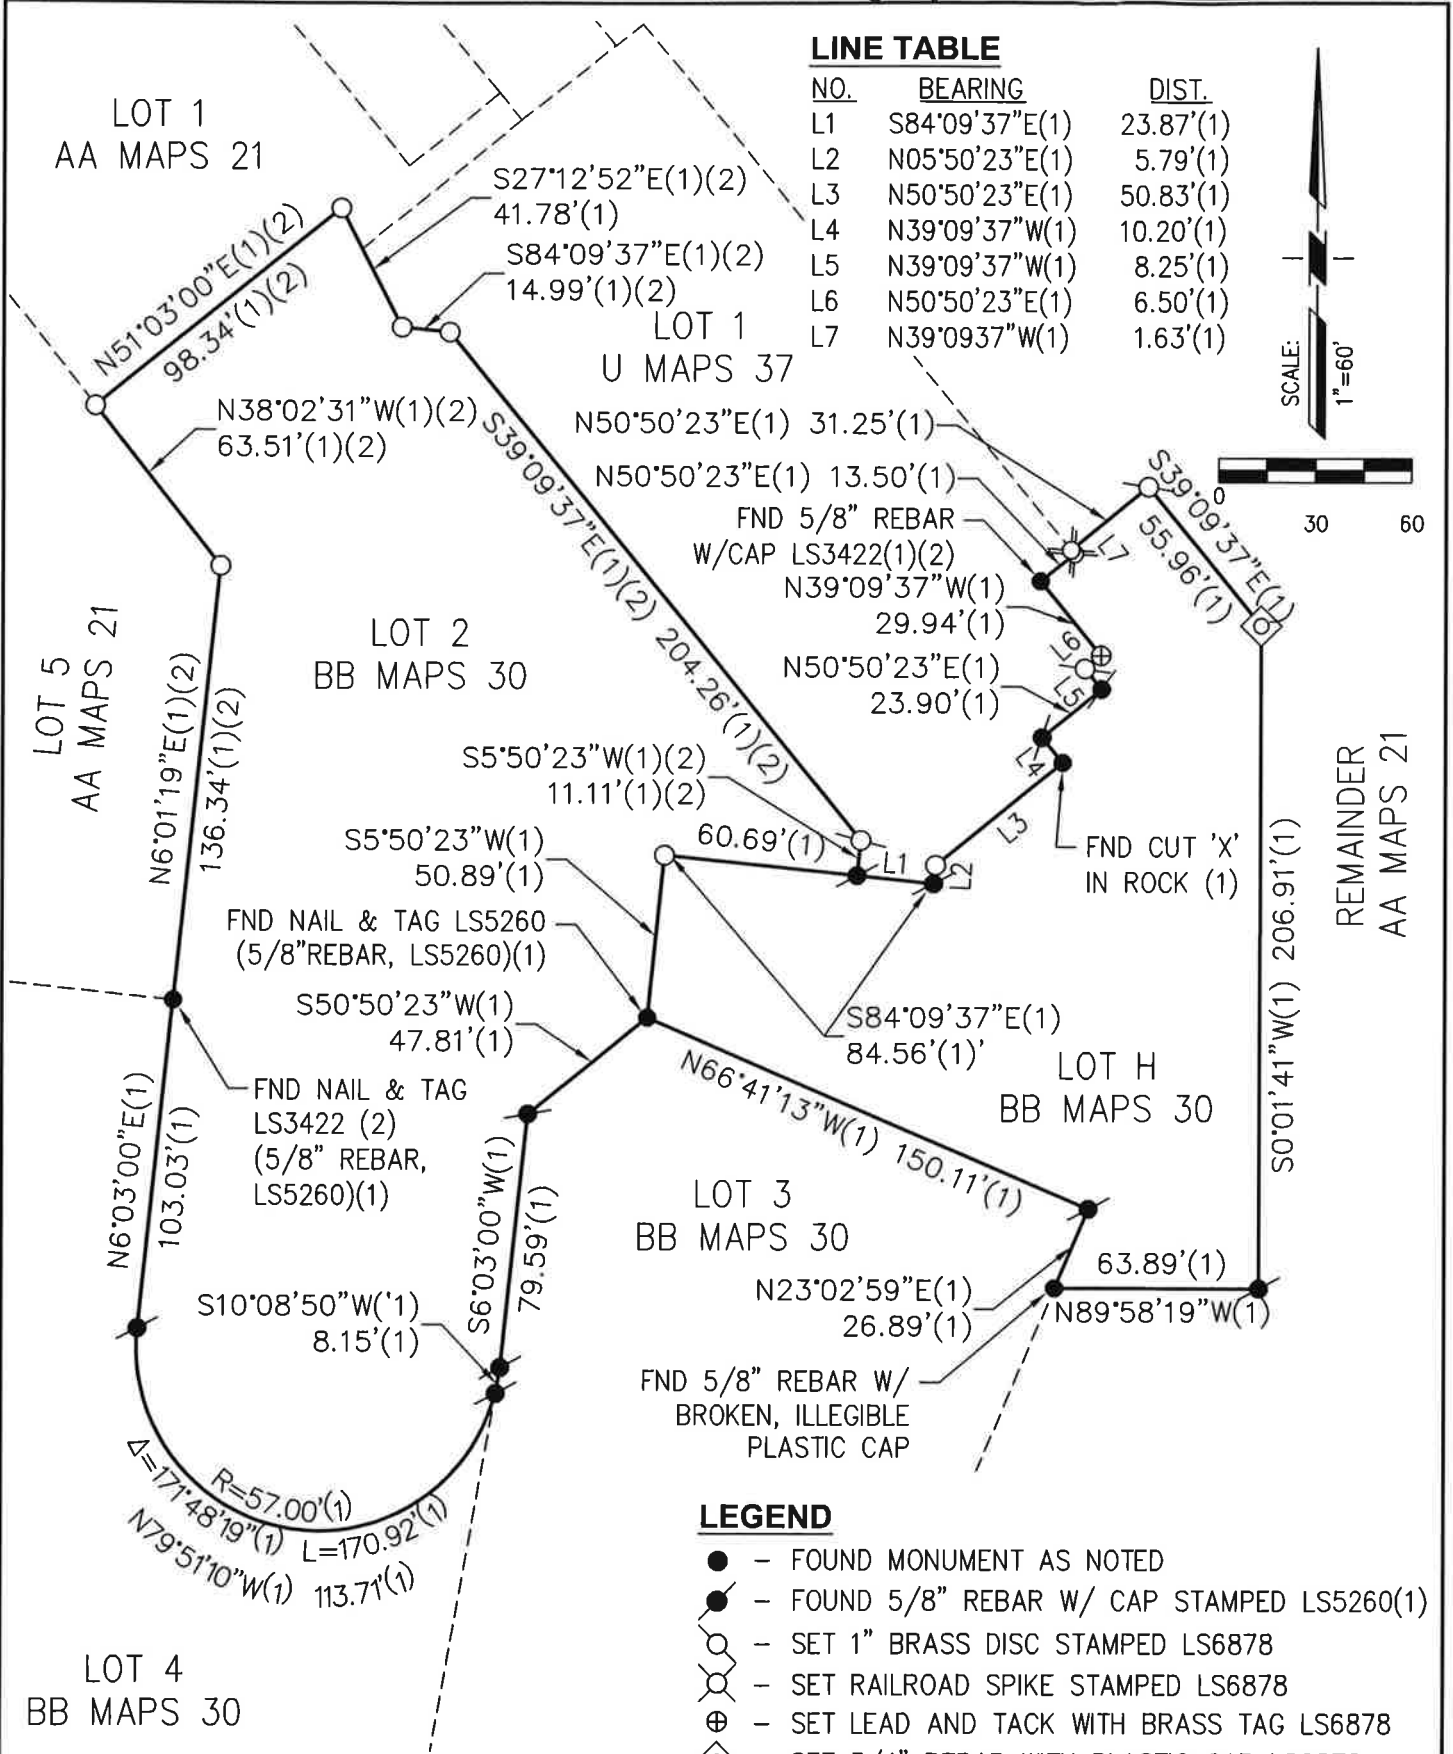 LINE TABLE
NO. BEARING DIST.
L1 S84°09'37"E(1) 23.87'(1)
L2 N05°50'23"E(1) 5.79'(1)
L3 N50°50'23"E(1) 50.83'(1)
L4 N39°09'37"W(1) 10.20'(1)
L5 N39°09'37"W(1) 8.25'(1)
L6 N50°50'23"E(1) 6.50'(1)
L7 N39°0937"W(1) 1.63'(1)
LOT 1
AA MAPS 21
S27°12'52"E(1)(2)
41.78'(1)
S84°09'37"E(1)(2)
14.99'(1)(2)
N51°03'00"E(1)(2)
98.34'(1)(2)
LOT 1
U MAPS 37
SCALE:
1"=60'
0
30 60
N38°02'31"W(1)(2)
63.51'(1)(2)
S39°09'37"E(1)(2) 204.26'(1)(2)
N50°50'23"E(1) 31.25'(1)
N50°50'23"E(1) 13.50'(1)
FND 5/8" REBAR
W/CAP LS3422(1)(2)
N39°09'37"W(1)
29.94'(1)
L7
S39°09'37"E(1)
55.96'(1)
L6
N50°50'23"E(1)
23.90'(1)
L5
L4
LOT 2
BB MAPS 30
LOT 5
AA MAPS 21
N6°01'19"E(1)(2)
136.34'(1)(2)
S5°50'23"W(1)(2)
11.11'(1)(2)
S5°50'23"W(1)
50.89'(1)
60.69'(1)
L1
L2
L3
FND CUT 'X'
IN ROCK (1)
REMAINDER
AA MAPS 21
S0°01'41"W(1) 206.91'(1)
FND NAIL & TAG LS5260
(5/8"REBAR, LS5260)(1)
S50°50'23"W(1)
47.81'(1)
S84°09'37"E(1)
84.56'(1)'
LOT H
BB MAPS 30
N66°41'13"W(1) 150.11'(1)
FND NAIL & TAG
LS3422 (2)
(5/8" REBAR,
LS5260)(1)
N6°03'00"E(1)
103.03'(1)
S6°03'00"W(1)
79.59'(1)
LOT 3
BB MAPS 30
S10°08'50"W('1)
8.15'(1)
N23°02'59"E(1)
26.89'(1)
63.89'(1)
N89°58'19"W(1)
FND 5/8" REBAR W/
BROKEN, ILLEGIBLE
PLASTIC CAP
R=57.00'(1)
Δ=171°48'19"(1) L=170.92'(1)
N79°51'10"W(1) 113.71'(1)
LOT 4
BB MAPS 30
LEGEND
– FOUND MONUMENT AS NOTED
– FOUND 5/8" REBAR W/ CAP STAMPED LS5260(1)
– SET 1" BRASS DISC STAMPED LS6878
– SET RAILROAD SPIKE STAMPED LS6878
– SET LEAD AND TACK WITH BRASS TAG LS6878